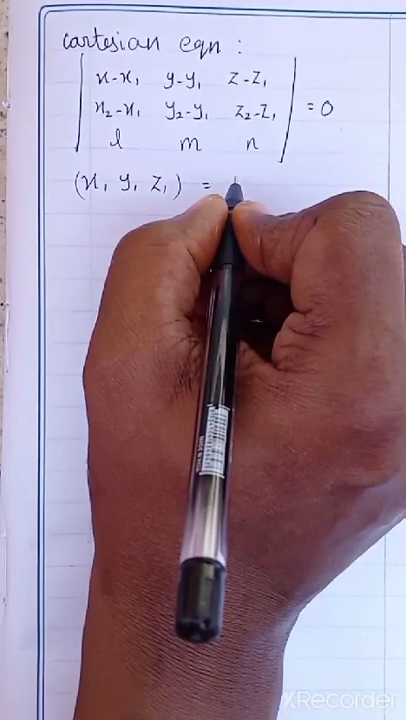 cartesian eqn :
x-x₁ y-y₁ z-z₁
x₂-x₁ y₂-y₁ z₂-z₁ = 0
l m n
(x₁ y₁ z₁) =
XRecorder